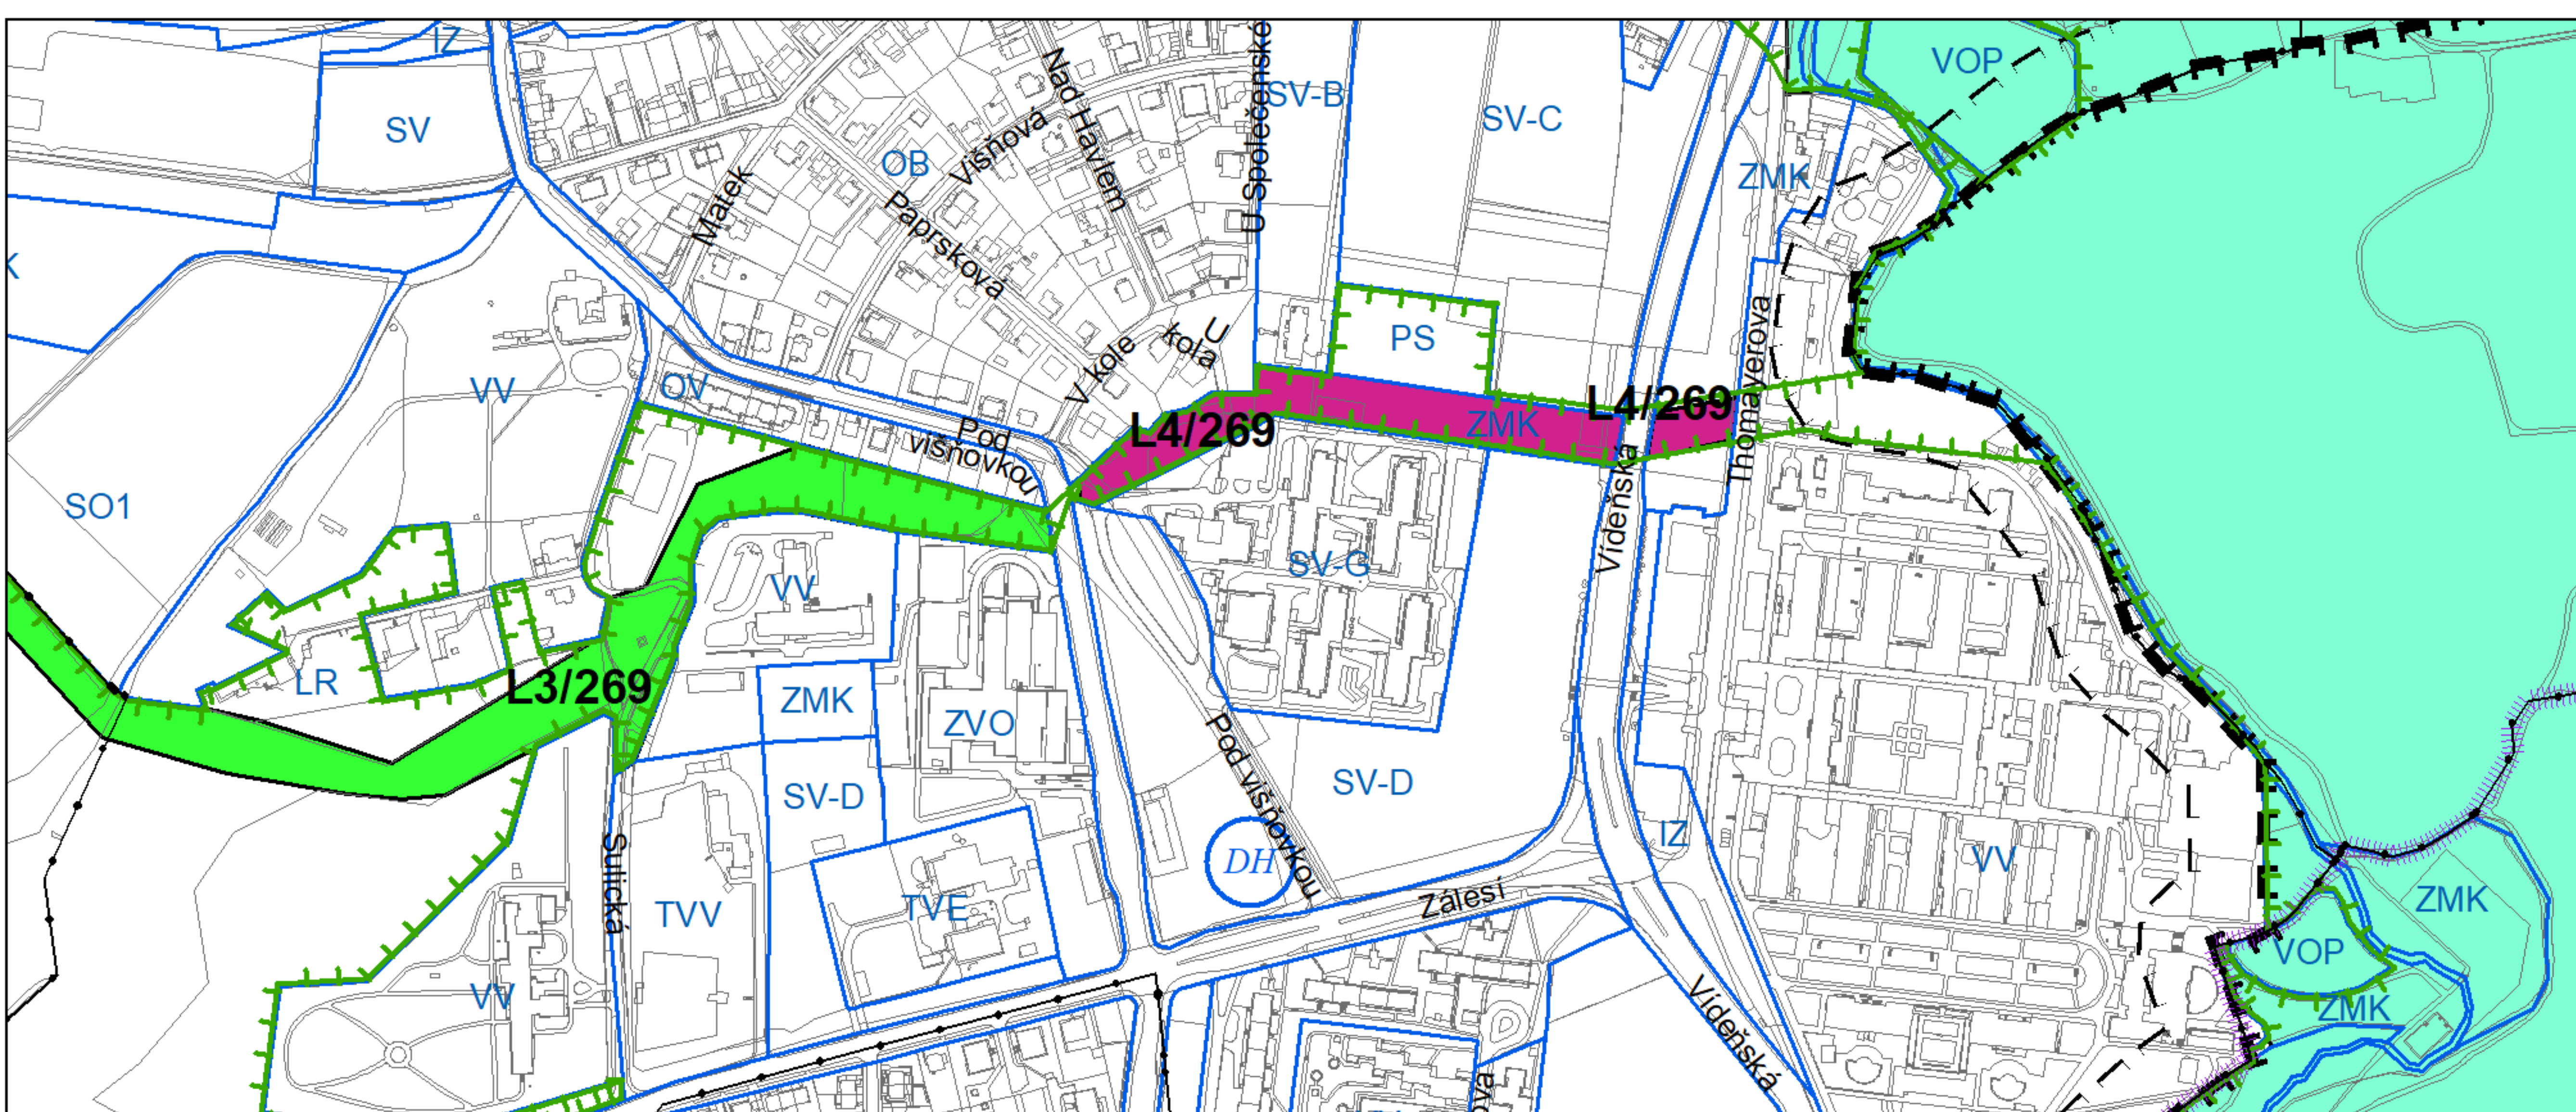 IZ
SV
OB
Matek
Višňová
Paprsková
Nad Havlem
U Společenské
SV-B
SV-C
ZMK
VOP
K
VV
OV
V kole
U
kola
PS
Pod
višňovkou
L4/269
ZMK
L4/269
Thomayerova
Vídeňská
SO1
VV
SV-G
LR
L3/269
ZMK
ZVO
Pod višňovkou
SV-D
SV-D
DH
IZ
VV
Sulická
TVV
TVE
Zálesí
ZMK
VOP
ZMK
VV
Vídeňská
ova